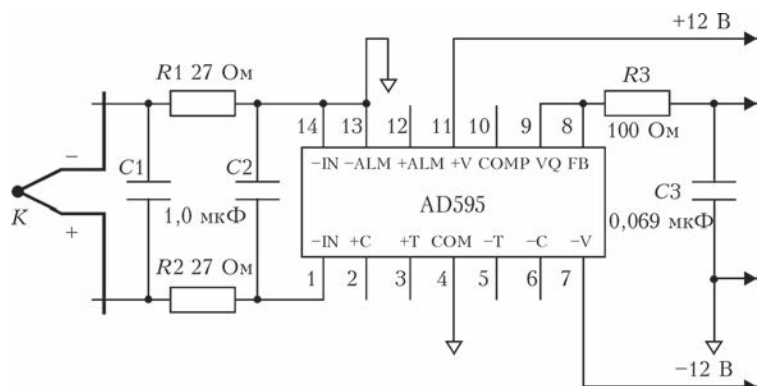 +12 В
R1 27 Ом
R3
14 13 12 11 10 9 8
100 Ом
−IN −ALM +ALM +V COMP VQ FB
−
C1
C2
C3
K
1,0 мкФ
AD595
0,069 мкФ
+
−IN +C +T COM −T −C −V
R2 27 Ом
1 2 3 4 5 6 7
−12 В